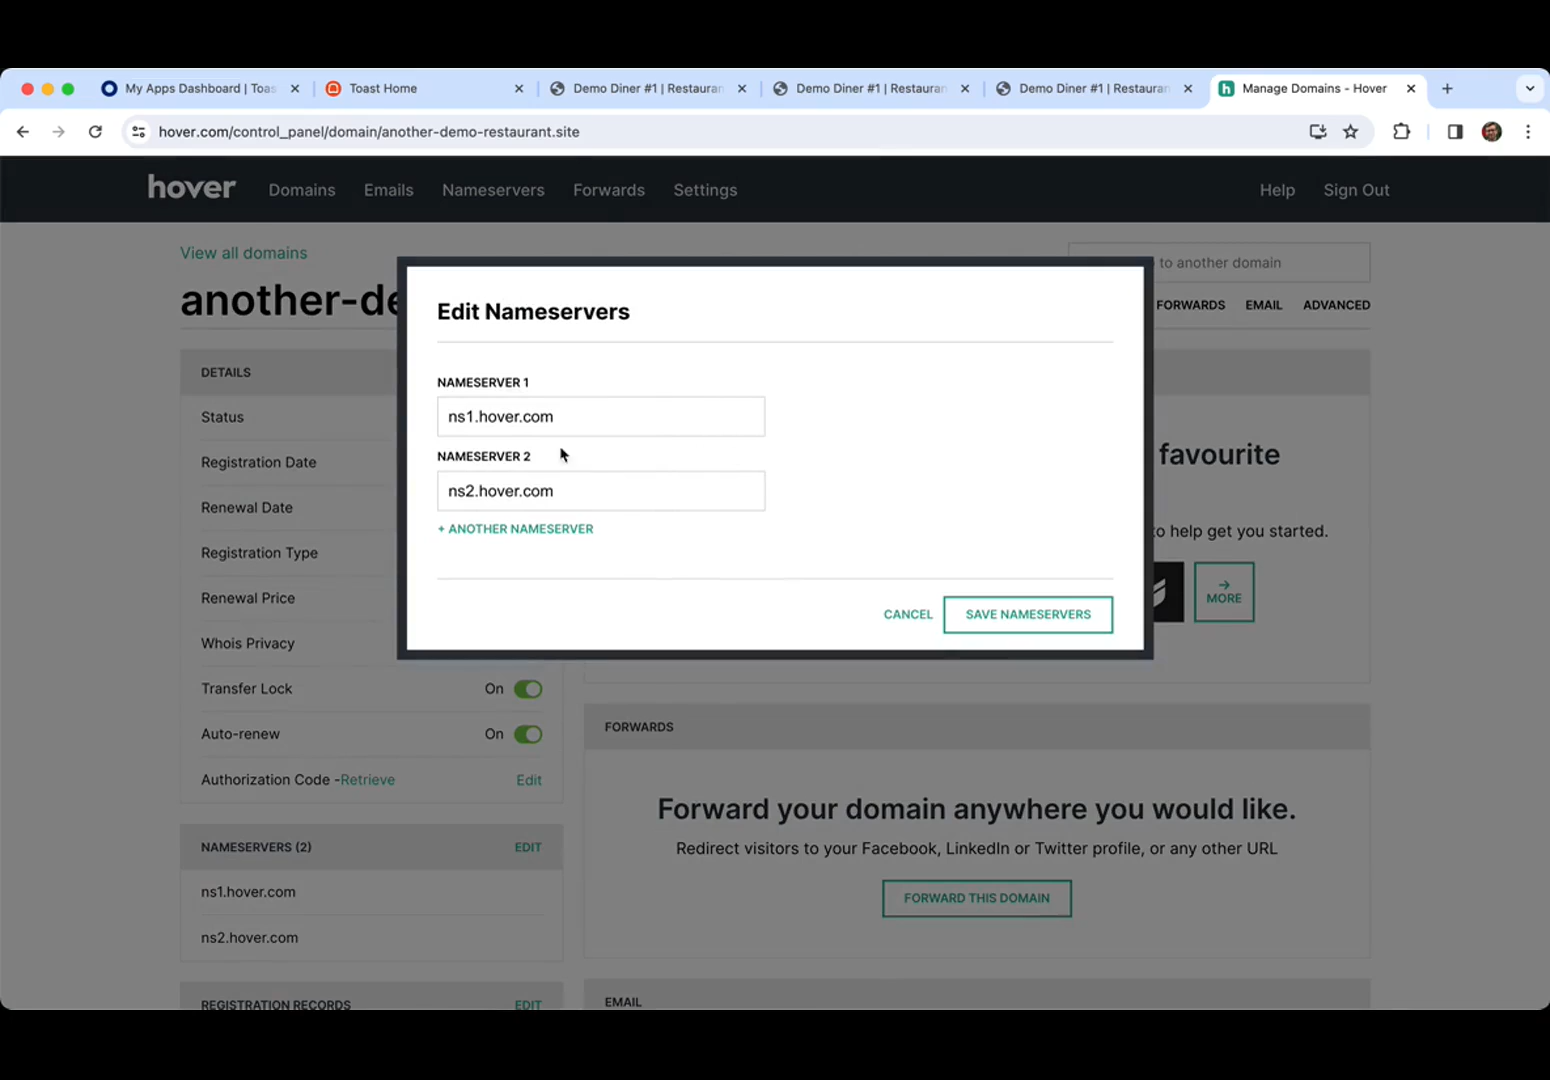 My Apps Dashboard | Toas
Toast Home
Demo Diner #1 | Restauran
Demo Diner #1 | Restauran
Demo Diner #1 | Restauran
Manage Domains - Hover
hover.com/control_panel/domain/another-demo-restaurant.site
hover
Domains
Emails
Nameservers
Forwards
Settings
Help
Sign Out
View all domains
to another domain
another-de
FORWARDS
EMAIL
ADVANCED
Edit Nameservers
NAMESERVER 1
ns1.hover.com
NAMESERVER 2
ns2.hover.com
+ ANOTHER NAMESERVER
CANCEL
SAVE NAMESERVERS
DETAILS
Status
Registration Date
Renewal Date
Registration Type
Renewal Price
Whois Privacy
Transfer Lock On
Auto-renew On
Authorization Code -Retrieve Edit
NAMESERVERS (2) EDIT
ns1.hover.com
ns2.hover.com
REGISTRATION RECORDS EDIT
favourite
to help get you started.
MORE
FORWARDS
Forward your domain anywhere you would like.
Redirect visitors to your Facebook, LinkedIn or Twitter profile, or any other URL
FORWARD THIS DOMAIN
EMAIL